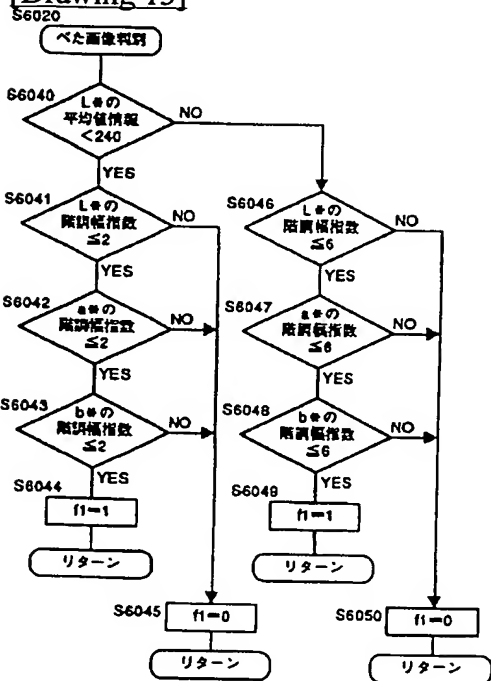 [Drawing 15]
S6020
べた画像判別
S6040
L*の
平均値情報
<240
NO
YES
S6041
L*の
階調幅指数
≦2
NO
YES
S6042
a*の
階調幅指数
≦2
NO
YES
S6043
b*の
階調幅指数
≦2
NO
YES
S6044
f1=1
リターン
S6045
f1=0
リターン
S6046
L*の
階調幅指数
≦6
NO
YES
S6047
a*の
階調幅指数
≦6
NO
YES
S6048
b*の
階調幅指数
≦6
NO
YES
S6049
f1=1
リターン
S6050
f1=0
リターン